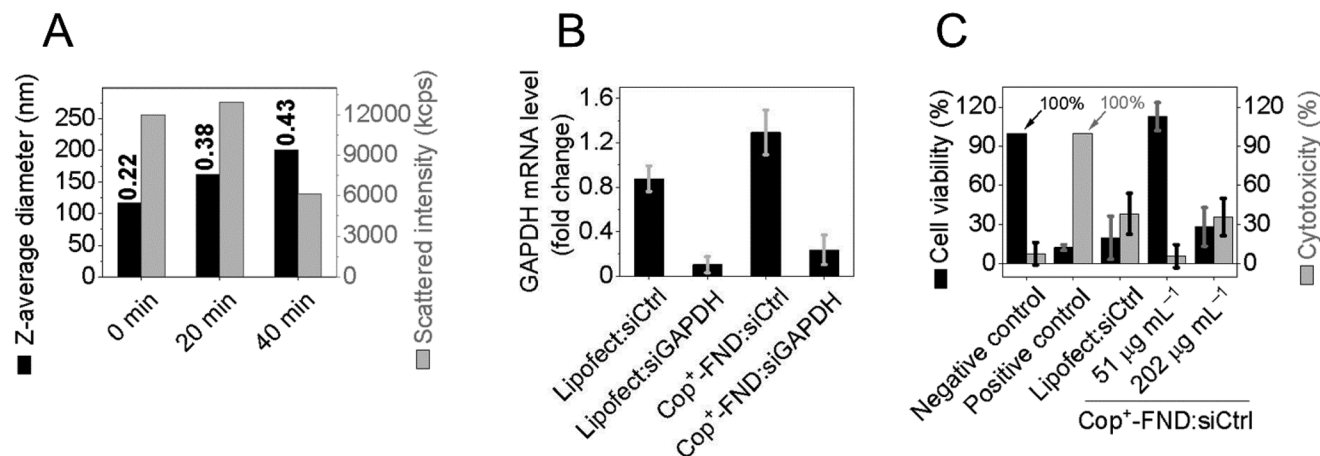 A
Z-average diameter (nm)
250
200
150
100
50
0
0.22
0.38
0.43
12000
9000
6000
3000
0
Scattered intensity (kcps)
0 min
20 min
40 min
B
GAPDH mRNA level
(fold change)
1.6
1.2
0.8
0.4
0
Lipofect:siCtrl
Lipofect:siGAPDH
Cop⁺-FND:siCtrl
Cop⁺-FND:siGAPDH
C
Cell viability (%)
120
90
60
30
0
100%
100%
120
90
60
30
0
Cytotoxicity (%)
Negative control
Positive control
Lipofect:siCtrl
51 µg mL⁻¹
202 µg mL⁻¹
Cop⁺-FND:siCtrl